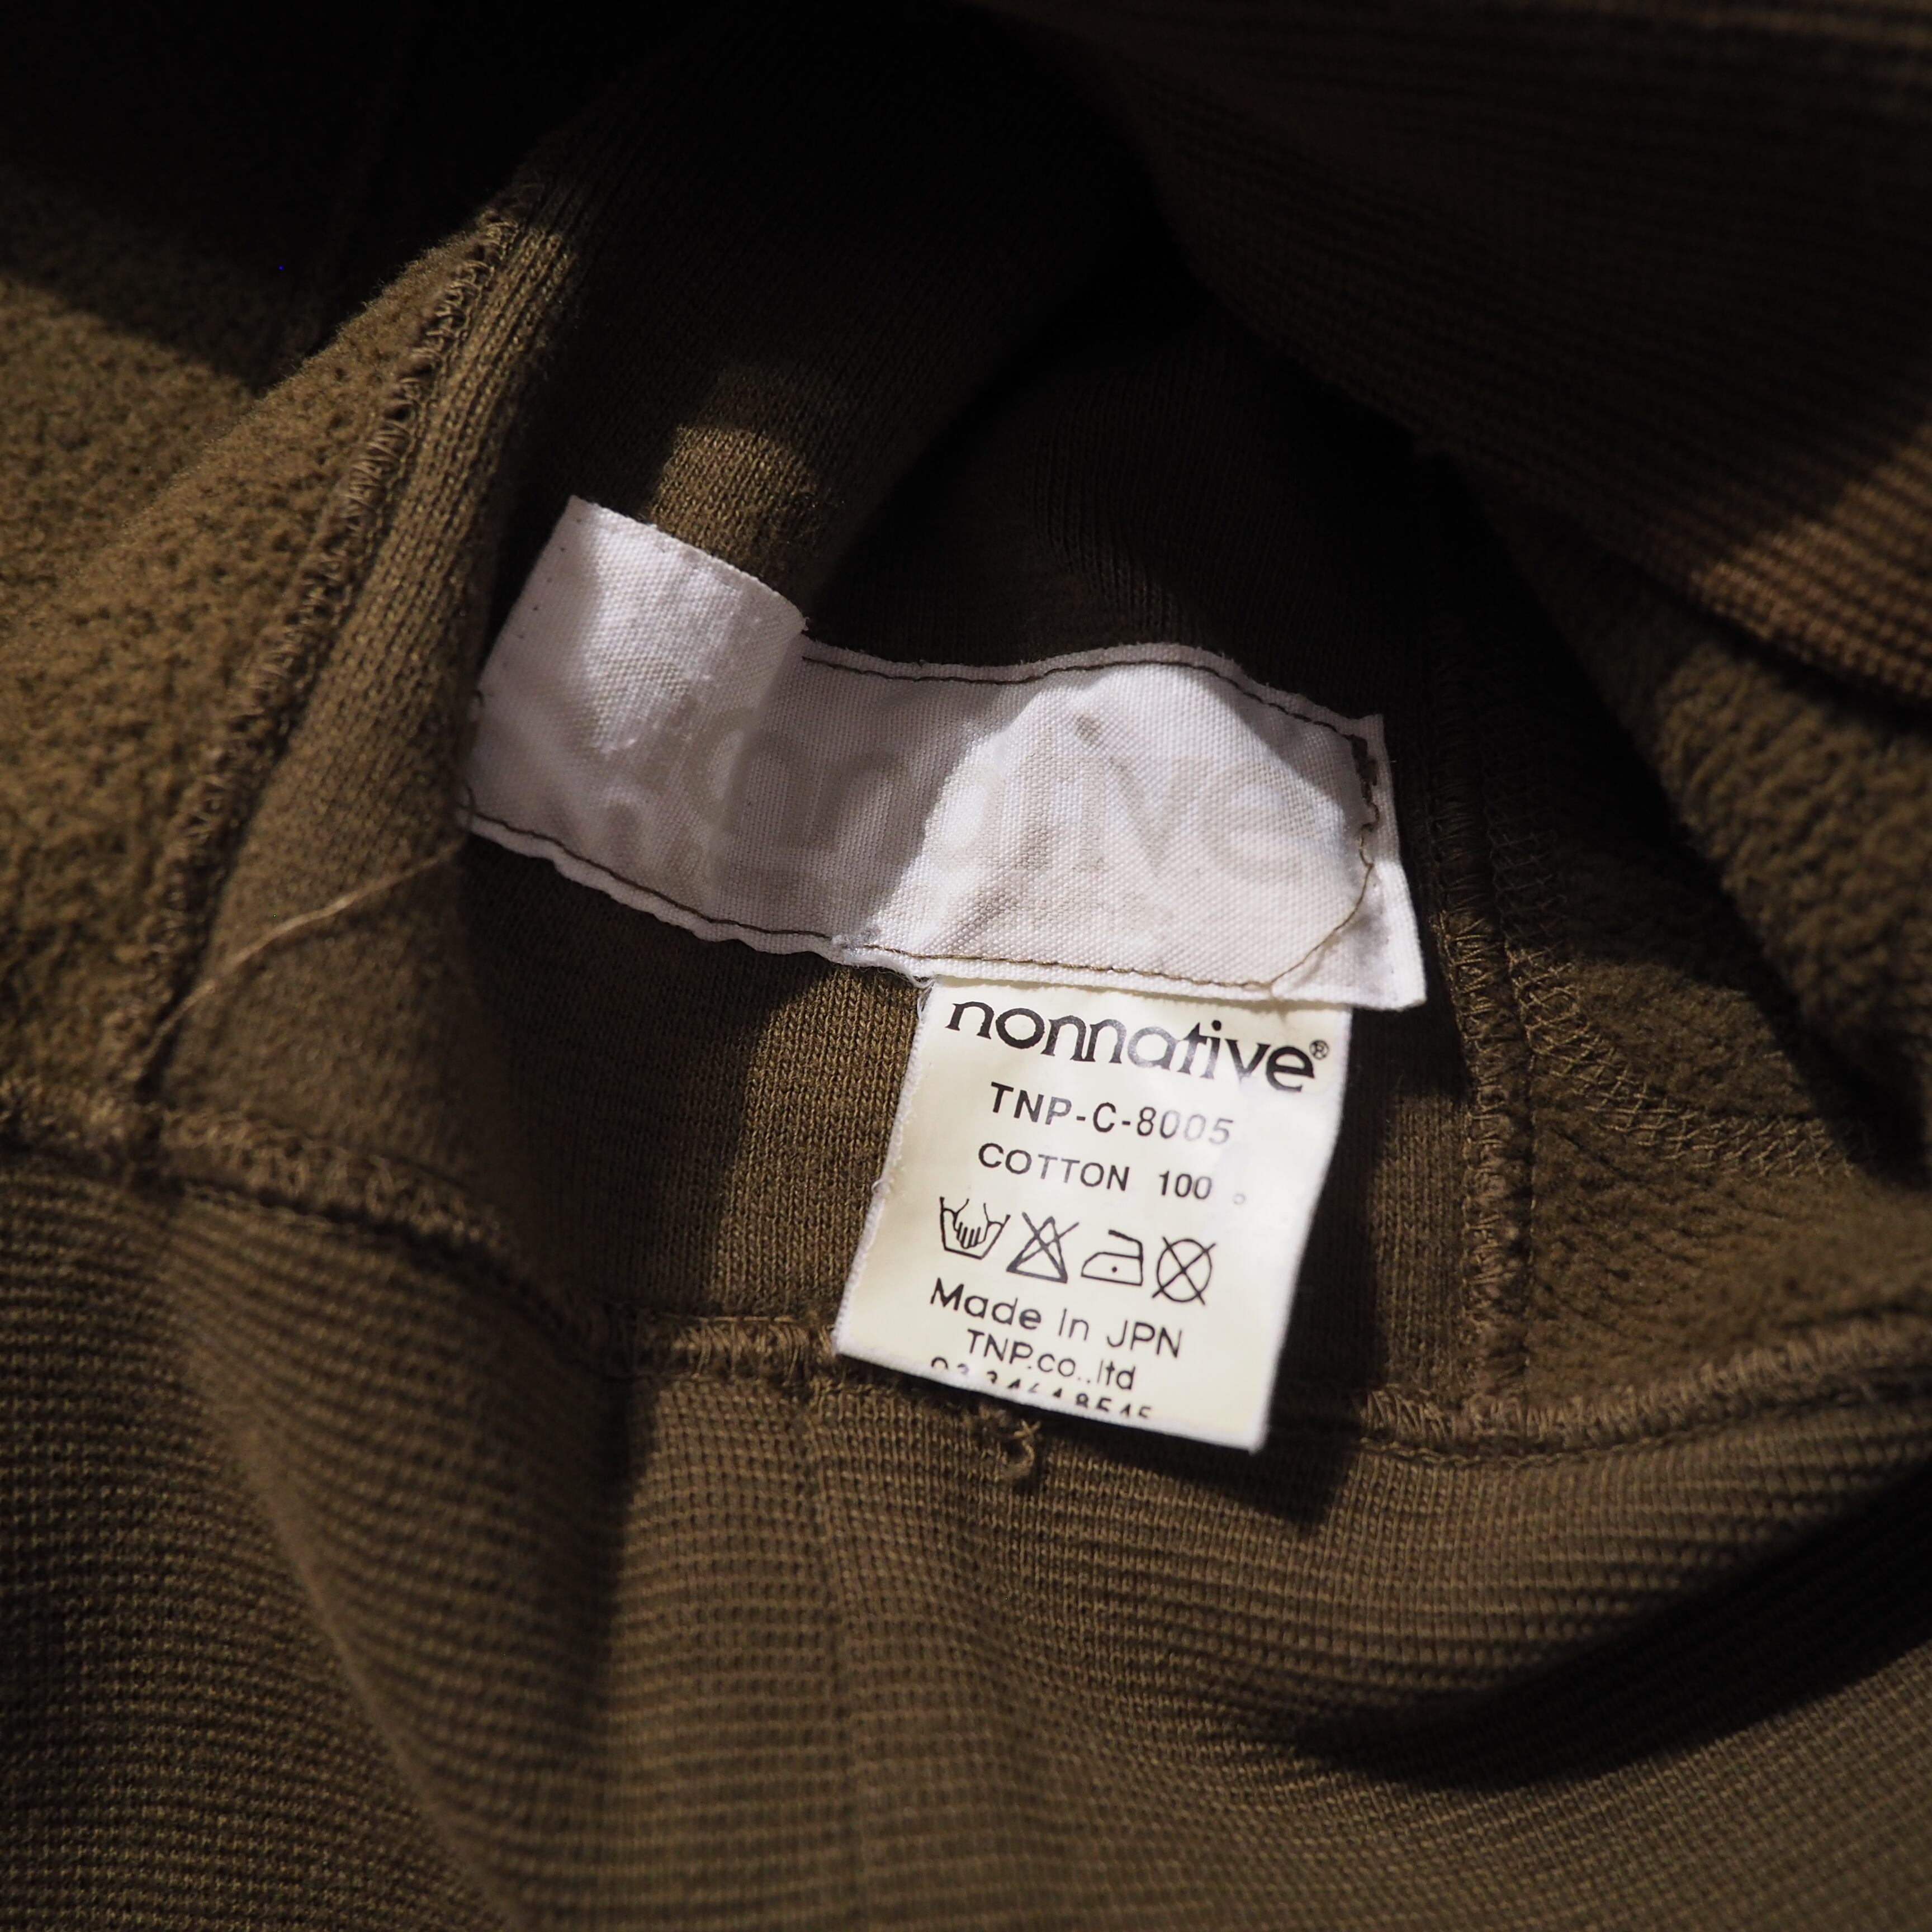 nonnative®
TNP-C-8005
COTTON 100
Made in JPN
TNP.co.,ltd